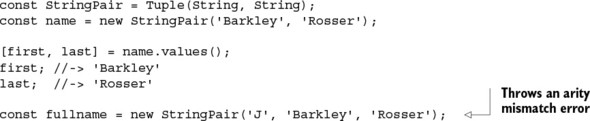 const StringPair = Tuple(String, String);
const name = new StringPair('Barkley', 'Rosser');
[first, last] = name.values();
first; //-> 'Barkley'
last;  //-> 'Rosser'
const fullname = new StringPair('J', 'Barkley', 'Rosser');
Throws an arity
mismatch error